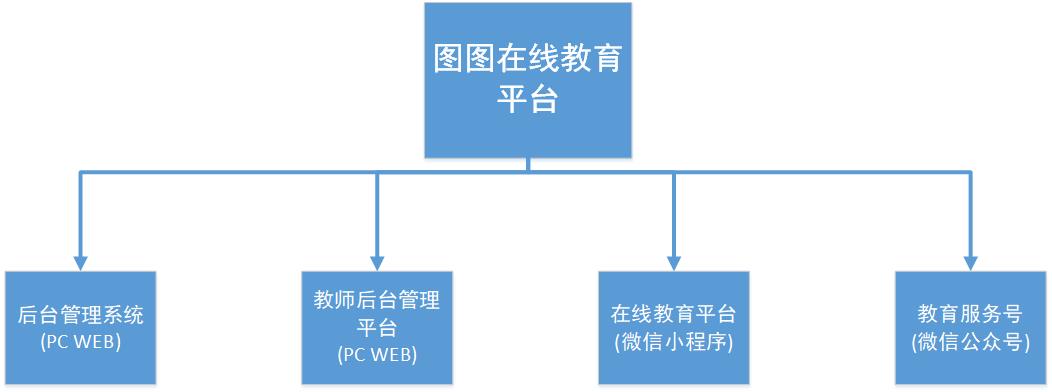 图图在线教育
平台
后台管理系统
(PC WEB)
教师后台管理
平台
(PC WEB)
在线教育平台
(微信小程序)
教育服务号
(微信公众号)